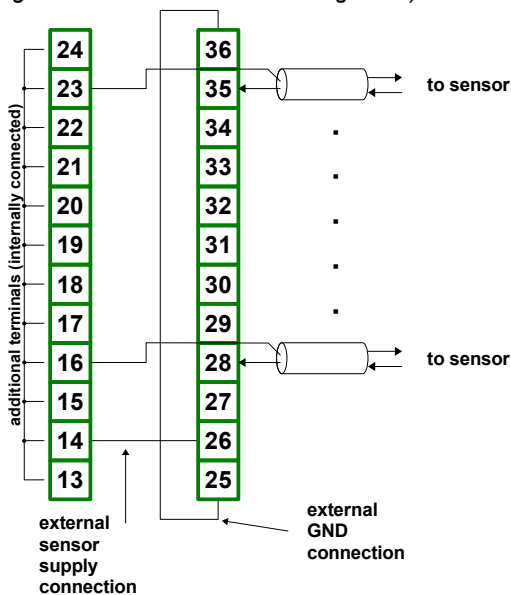 24
23
22
21
20
19
18
17
16
15
14
13
36
35
34
33
32
31
30
29
28
27
26
25
additional terminals (internally connected)
to sensor
to sensor
external
sensor
supply
connection
external
GND
connection